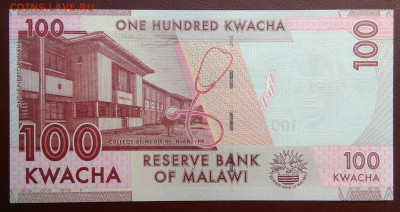 COINS.LAVE.RU
100
ONE HUNDRED KWACHA
100
COLLEGE OF MEDICINE, BLANTYRE
100
KWACHA
RESERVE BANK
OF MALAWI
100
KWACHA